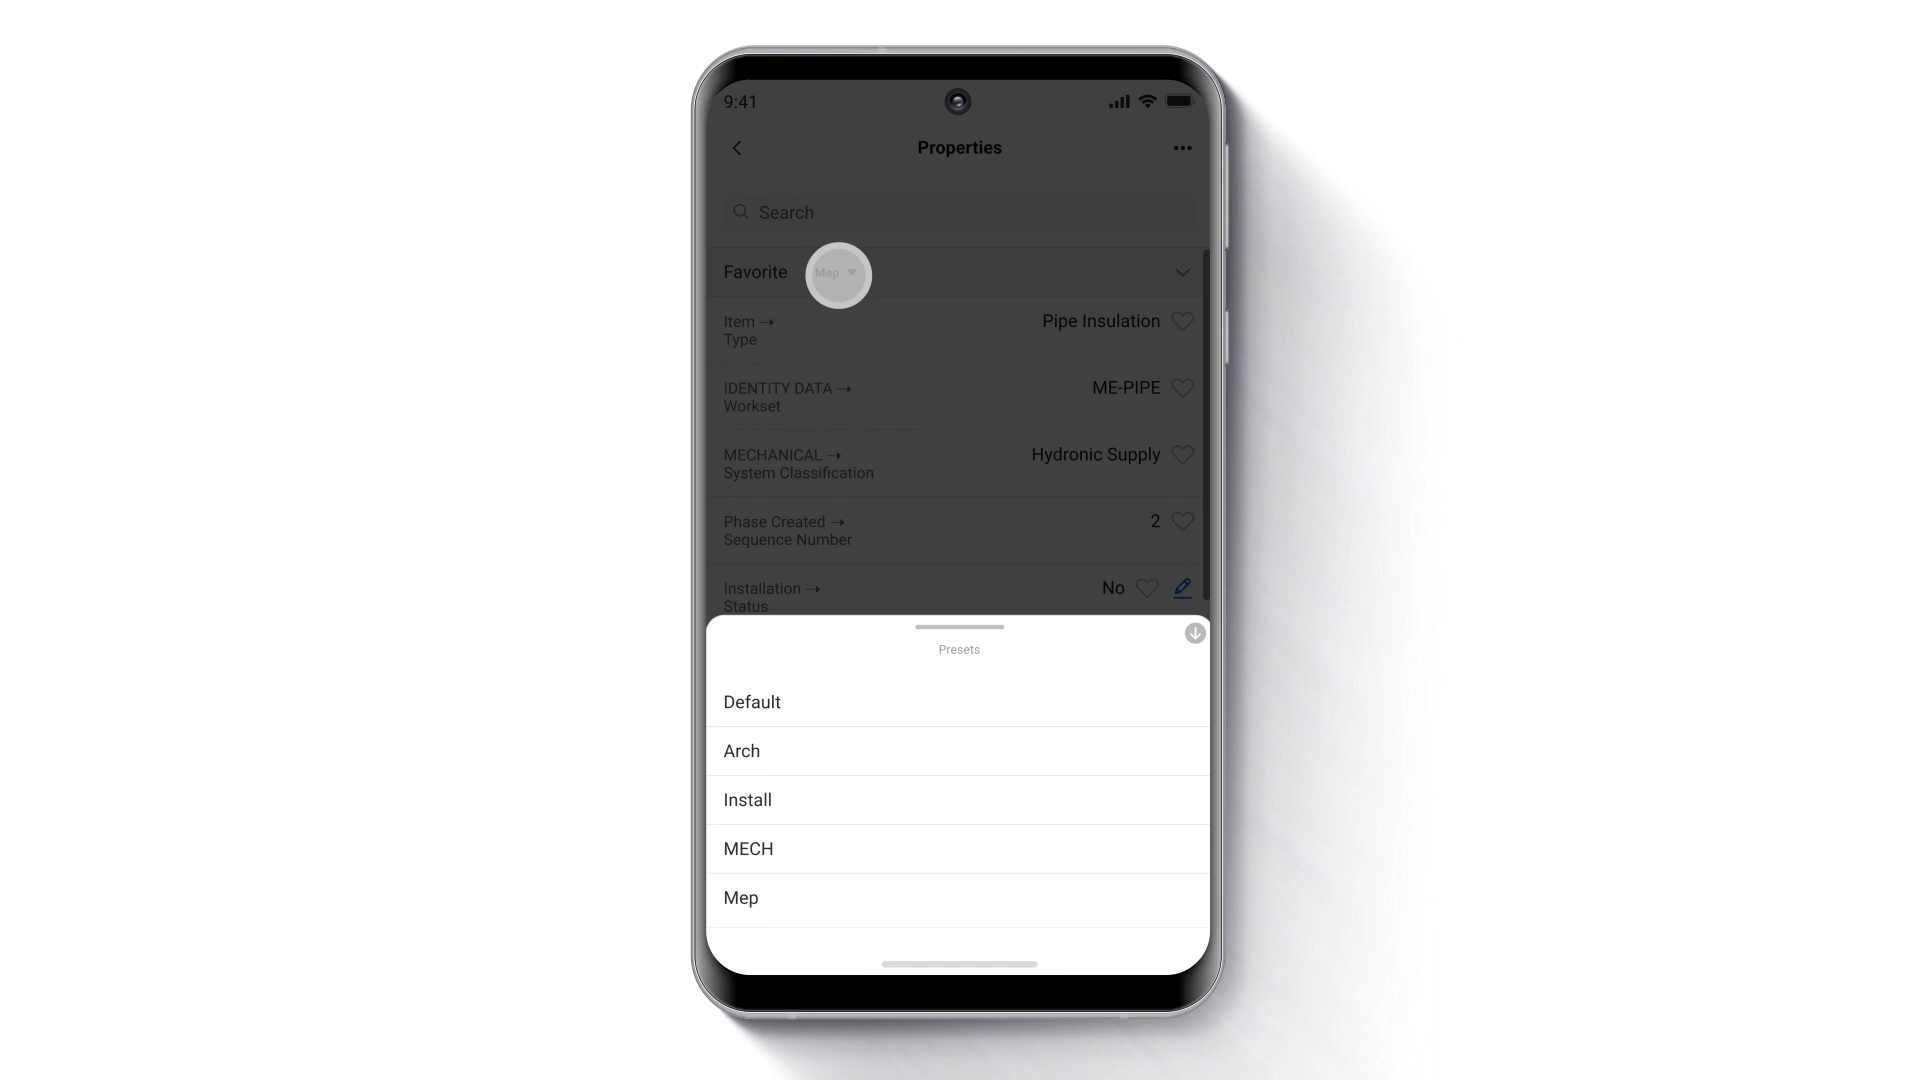 9:41
Properties
Search
Favorite Mep
Item →
Type
Pipe Insulation
IDENTITY DATA →
Workset
ME-PIPE
MECHANICAL →
System Classification
Hydronic Supply
Phase Created →
Sequence Number
2
Installation →
Status
No
Presets
Default
Arch
Install
MECH
Mep